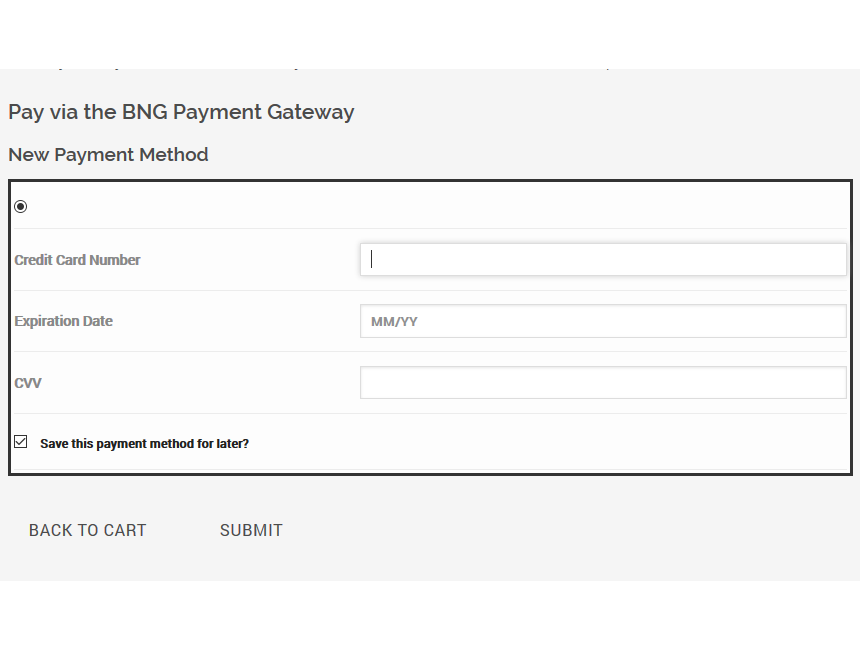 Pay via the BNG Payment Gateway
New Payment Method
Credit Card Number
Expiration Date
MM/YY
CVV
Save this payment method for later?
BACK TO CART
SUBMIT